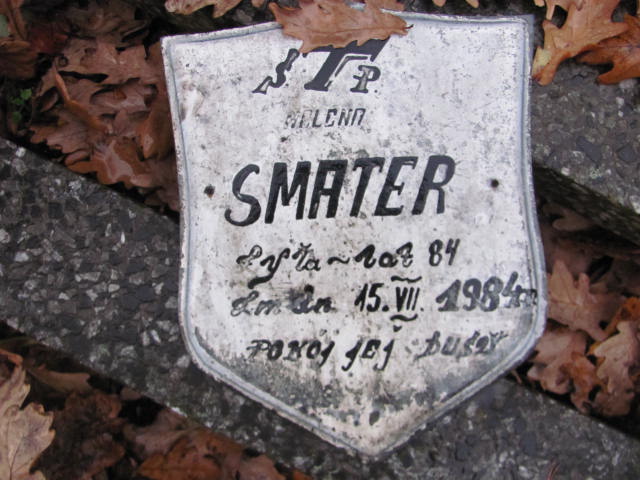 Ś P
HELENA
SMATER
Żyła lat 84
Zm. dn 15. VII. 1984 r.
POKÓJ JEJ DUSZY